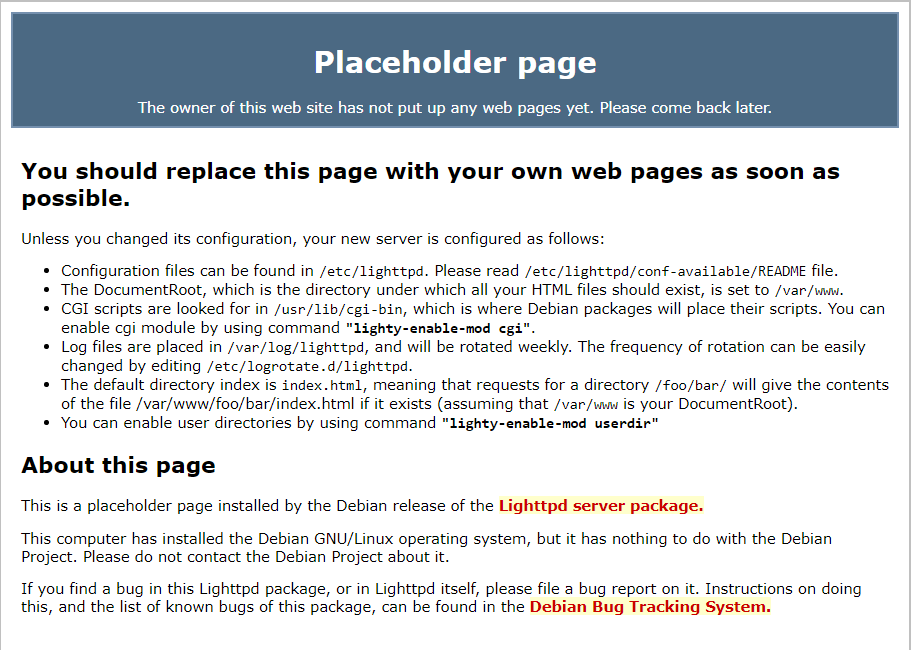 Placeholder page
The owner of this web site has not put up any web pages yet. Please come back later.
You should replace this page with your own web pages as soon as
possible.
Unless you changed its configuration, your new server is configured as follows:
• Configuration files can be found in /etc/lighttpd. Please read /etc/lighttpd/conf-available/README file.
• The DocumentRoot, which is the directory under which all your HTML files should exist, is set to /var/www.
• CGI scripts are looked for in /usr/lib/cgi-bin, which is where Debian packages will place their scripts. You can
enable cgi module by using command "lighty-enable-mod cgi".
• Log files are placed in /var/log/lighttpd, and will be rotated weekly. The frequency of rotation can be easily
changed by editing /etc/logrotate.d/lighttpd.
• The default directory index is index.html, meaning that requests for a directory /foo/bar/ will give the contents
of the file /var/www/foo/bar/index.html if it exists (assuming that /var/www is your DocumentRoot).
• You can enable user directories by using command "lighty-enable-mod userdir"
About this page
This is a placeholder page installed by the Debian release of the Lighttpd server package.
This computer has installed the Debian GNU/Linux operating system, but it has nothing to do with the Debian
Project. Please do not contact the Debian Project about it.
If you find a bug in this Lighttpd package, or in Lighttpd itself, please file a bug report on it. Instructions on doing
this, and the list of known bugs of this package, can be found in the Debian Bug Tracking System.